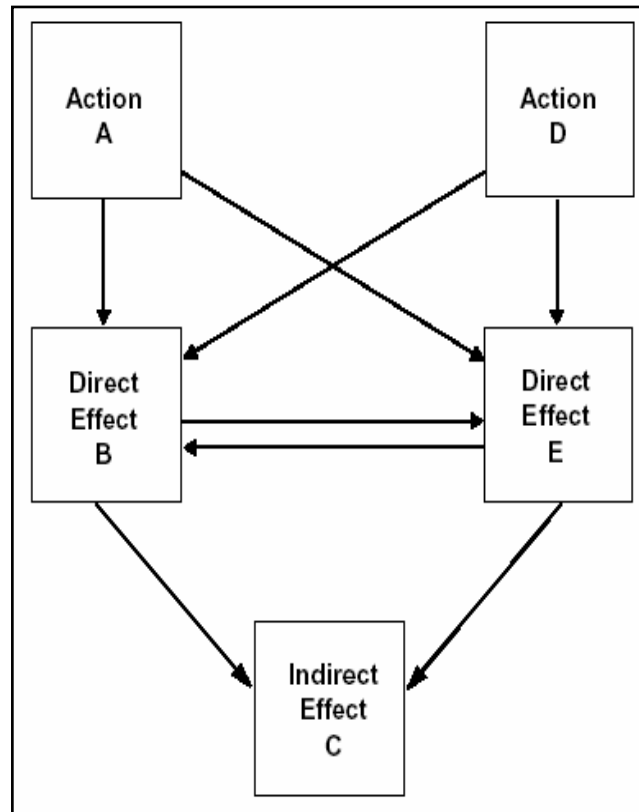 Action
A
Action
D
Direct
Effect
B
Direct
Effect
E
Indirect
Effect
C